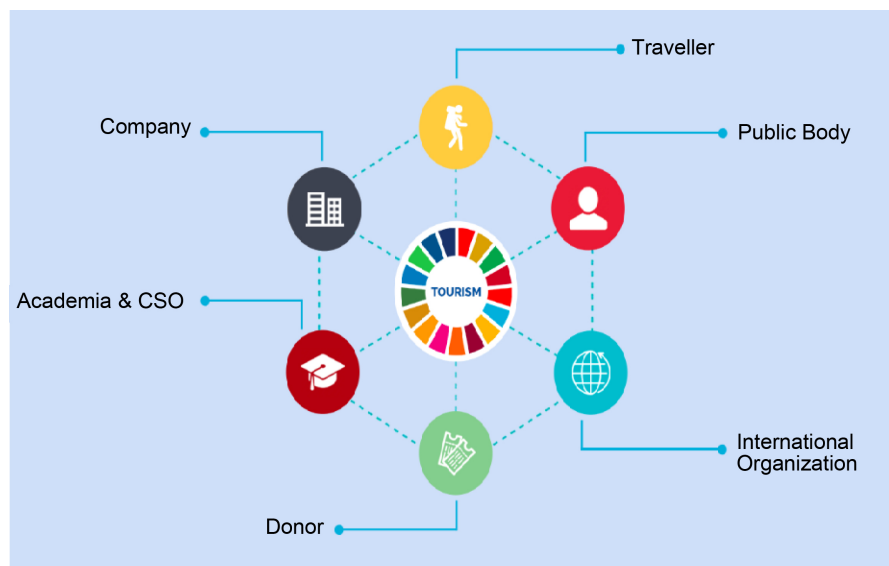 Traveller
Company
Public Body
TOURISM
Academia & CSO
International
Organization
Donor